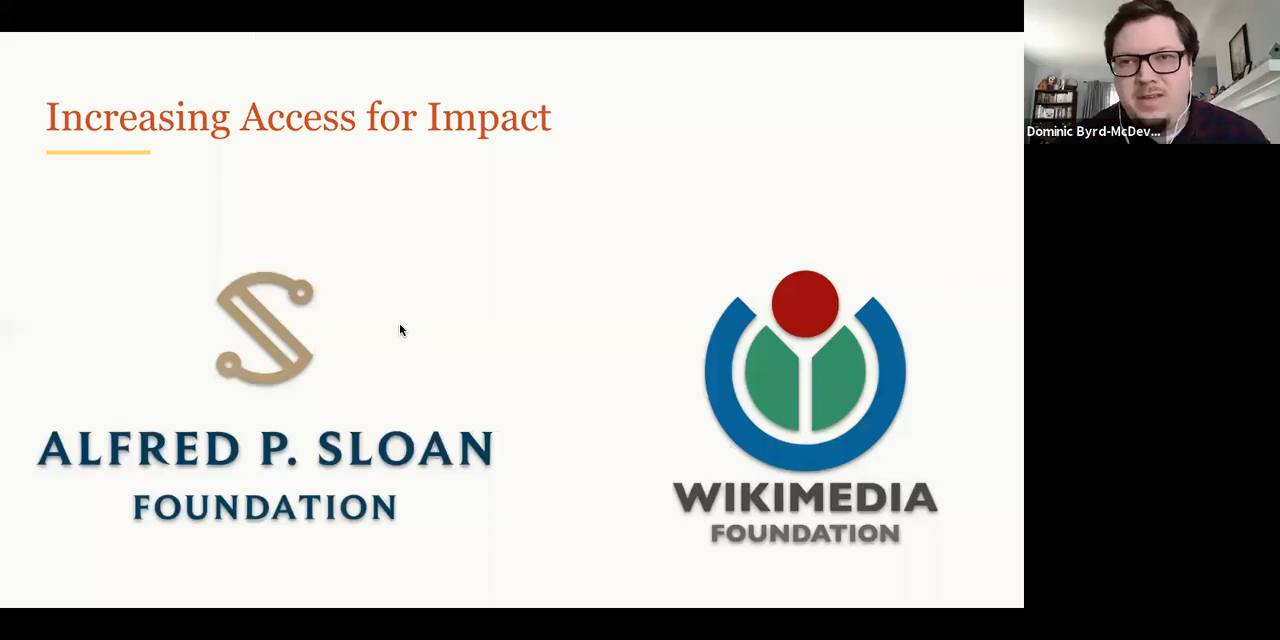 Increasing Access for Impact
Dominic Byrd-McDev...
ALFRED P. SLOAN
FOUNDATION
WIKIMEDIA
FOUNDATION